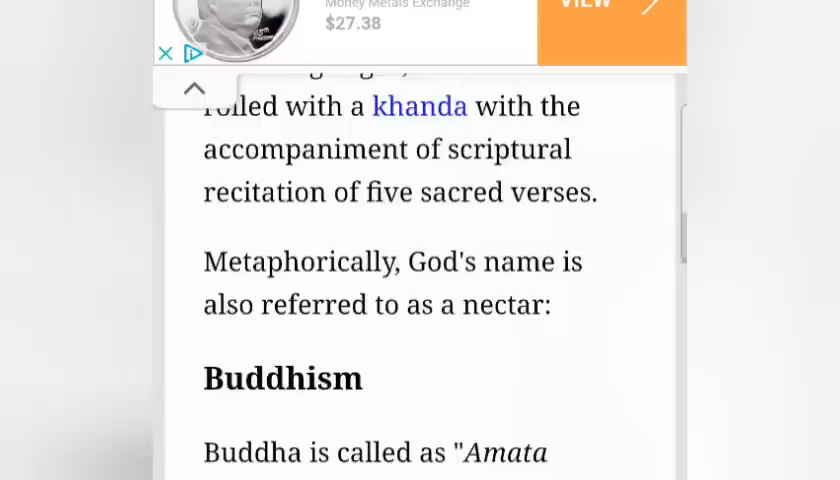 Money Metals Exchange
$27.38
VIEW
rolled with a khanda with the
accompaniment of scriptural
recitation of five sacred verses.
Metaphorically, God's name is
also referred to as a nectar:
Buddhism
Buddha is called as "Amata